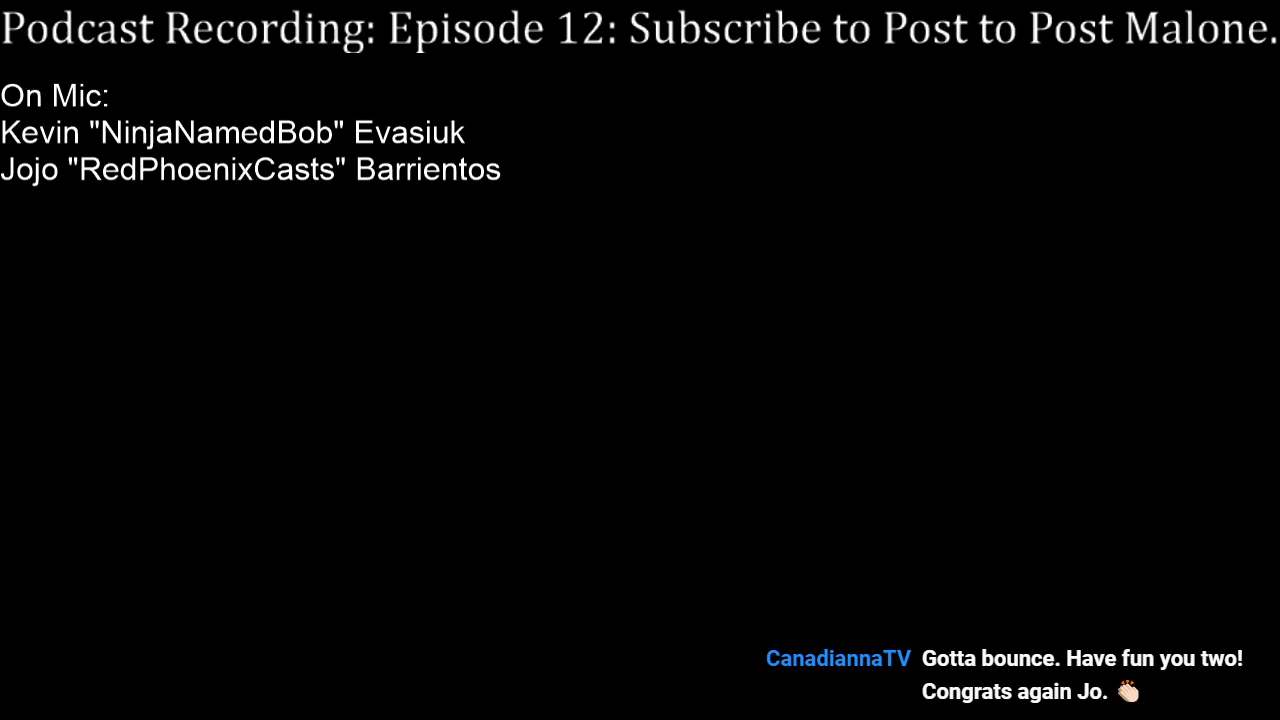 Podcast Recording: Episode 12: Subscribe to Post to Post Malone.
On Mic:
Kevin "NinjaNamedBob" Evasiuk
Jojo "RedPhoenixCasts" Barrientos
CanadiannaTV Gotta bounce. Have fun you two!
Congrats again Jo. 👏🏻